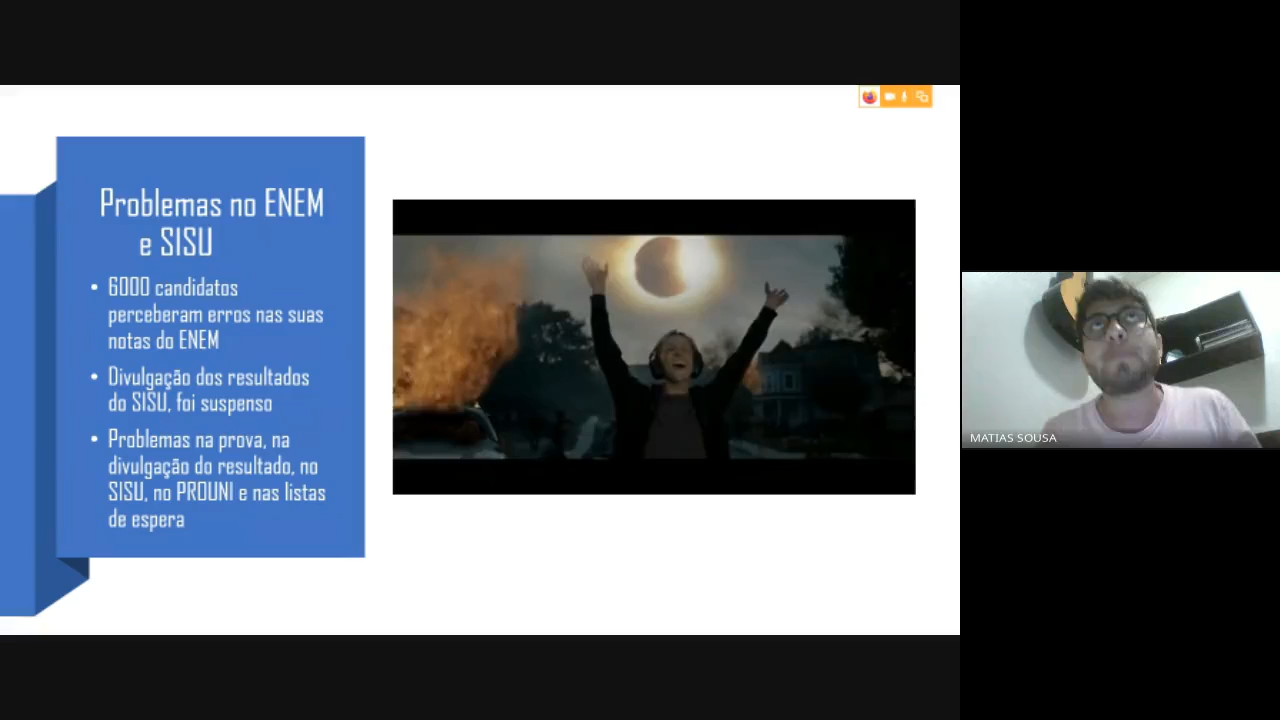 Problemas no ENEM
e SISU
• 6000 candidatos
perceberam erros nas suas
notas do ENEM
• Divulgação dos resultados
do SISU, foi suspenso
• Problemas na prova, na
divulgação do resultado, no
SISU, no PROUNI e nas listas
de espera
MATIAS SOUSA